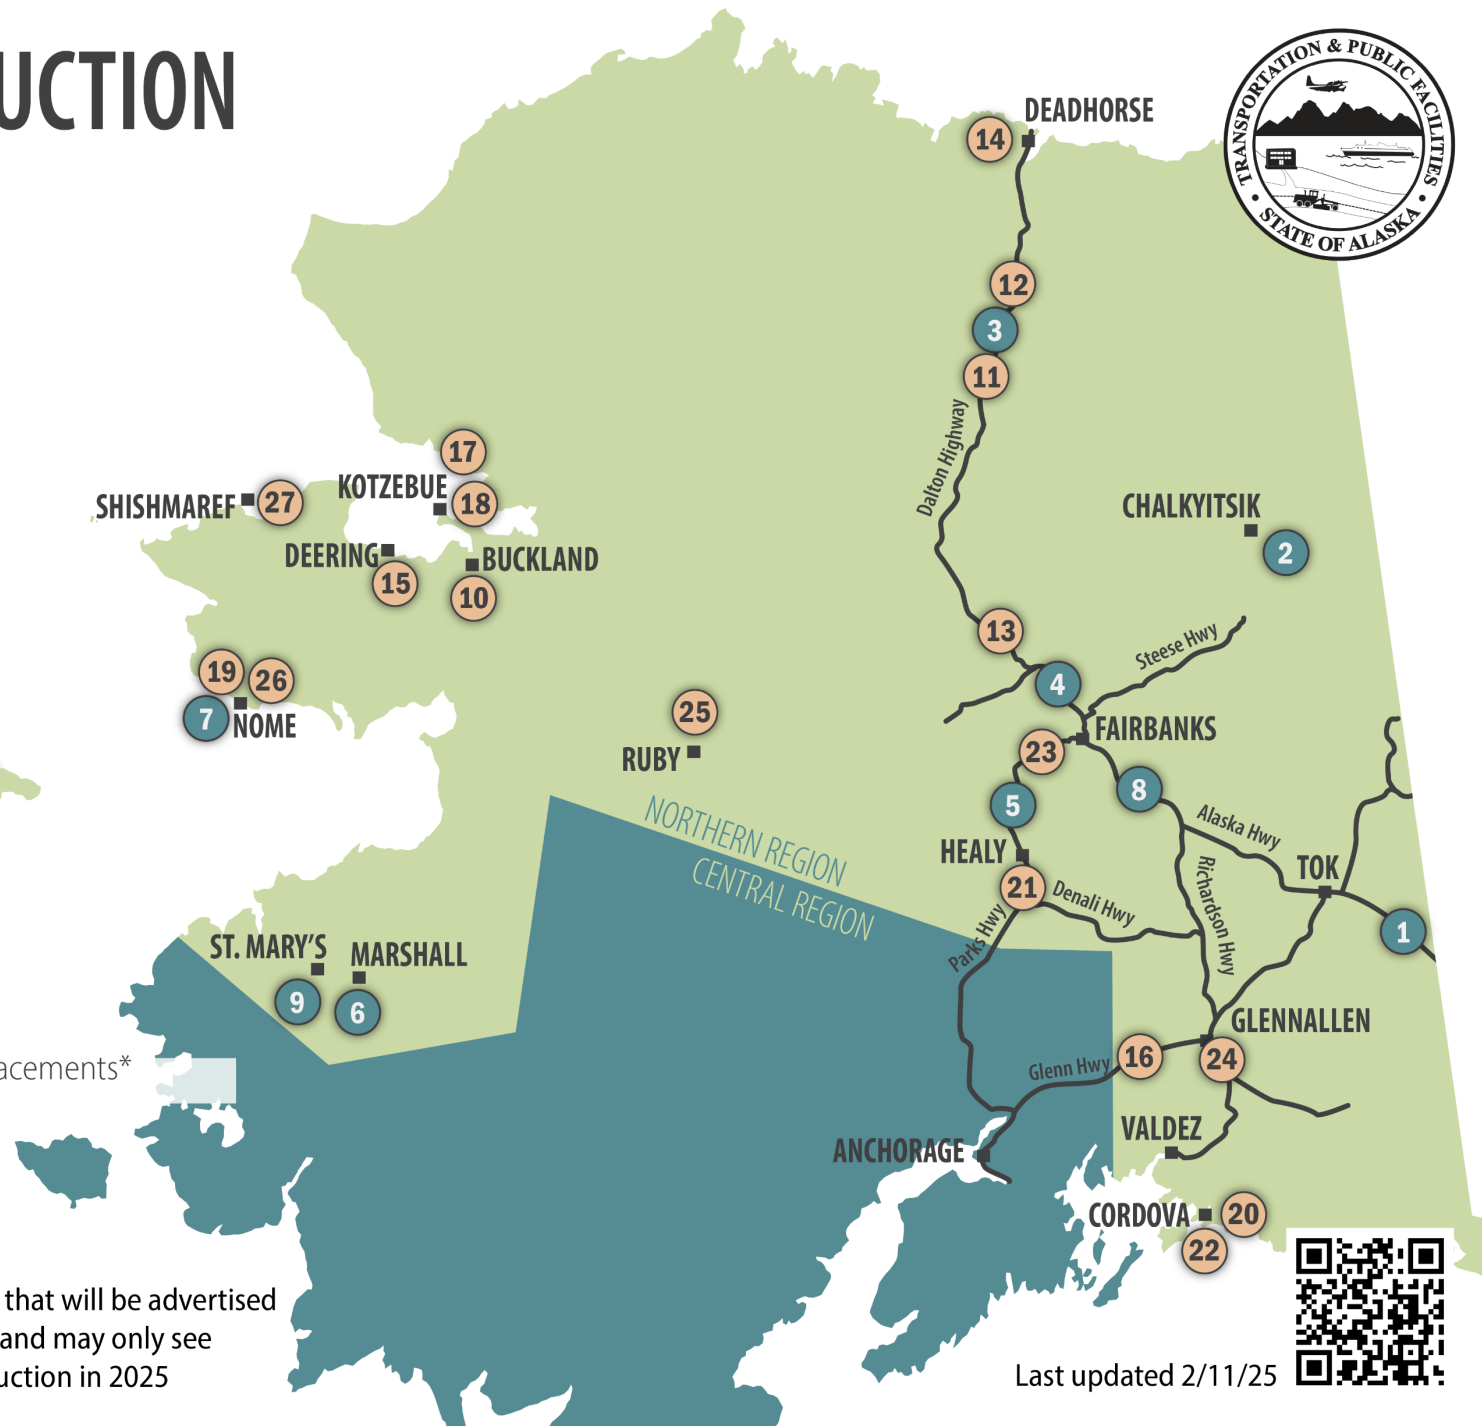 UCTION
TRANSPORTATION & PUBLIC FACILITIES
• STATE OF ALASKA •
DEADHORSE
14
12
3
11
Dalton Highway
17
KOTZEBUE
18
SHISHMAREF
27
DEERING
15
BUCKLAND
10
CHALKYITSIK
2
13
Steese Hwy
4
19
26
7
NOME
25
RUBY
FAIRBANKS
23
8
5
Alaska Hwy
HEALY
21
Denali Hwy
Richardson Hwy
TOK
1
NORTHERN REGION
CENTRAL REGION
Parks Hwy
ST. MARY'S
MARSHALL
9
6
GLENNALLEN
16
24
Glenn Hwy
acements*
VALDEZ
ANCHORAGE
CORDOVA
20
22
that will be advertised
and may only see
uction in 2025
Last updated 2/11/25